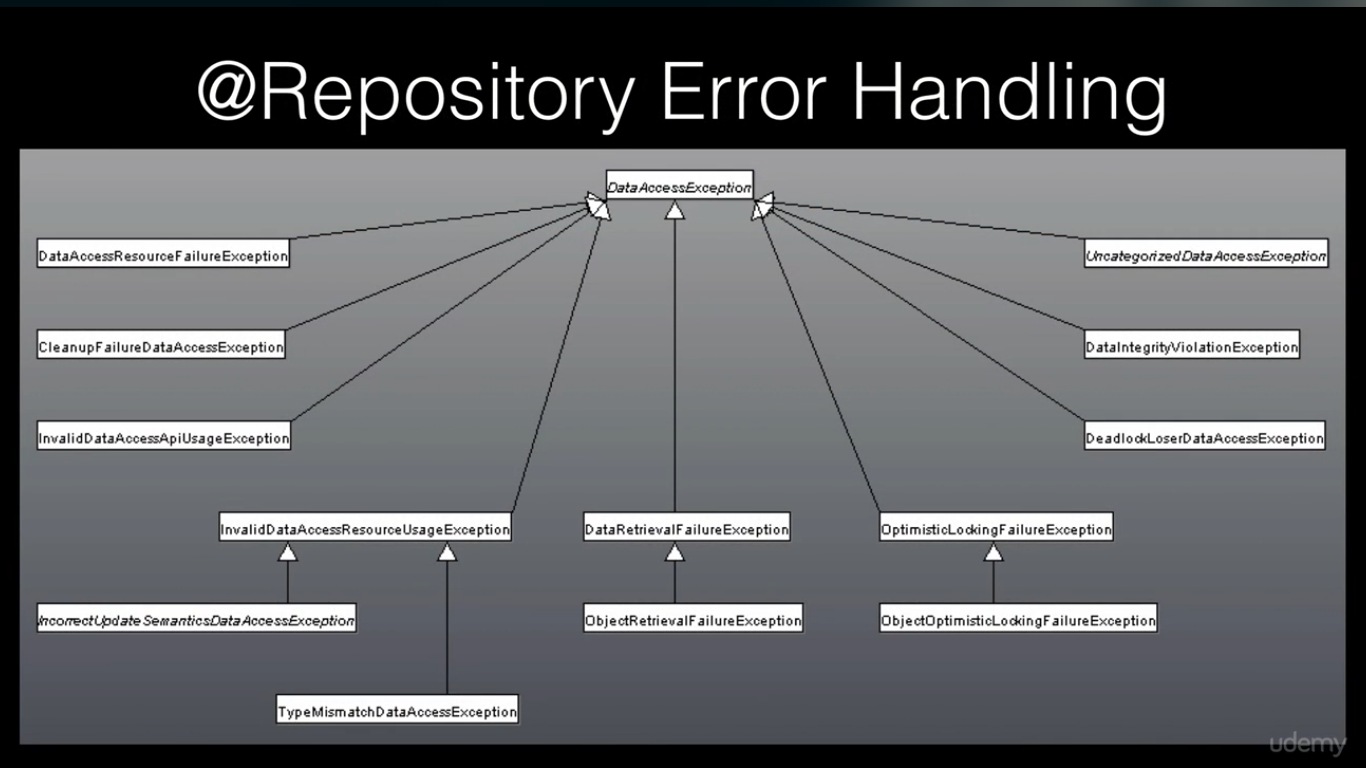 @Repository Error Handling
DataAccessException
DataAccessResourceFailureException
UncategorizedDataAccessException
CleanupFailureDataAccessException
DataIntegrityViolationException
InvalidDataAccessApiUsageException
DeadlockLoserDataAccessException
InvalidDataAccessResourceUsageException
DataRetrievalFailureException
OptimisticLockingFailureException
IncorrectUpdateSemanticsDataAccessException
ObjectRetrievalFailureException
ObjectOptimisticLockingFailureException
TypeMismatchDataAccessException
udemy